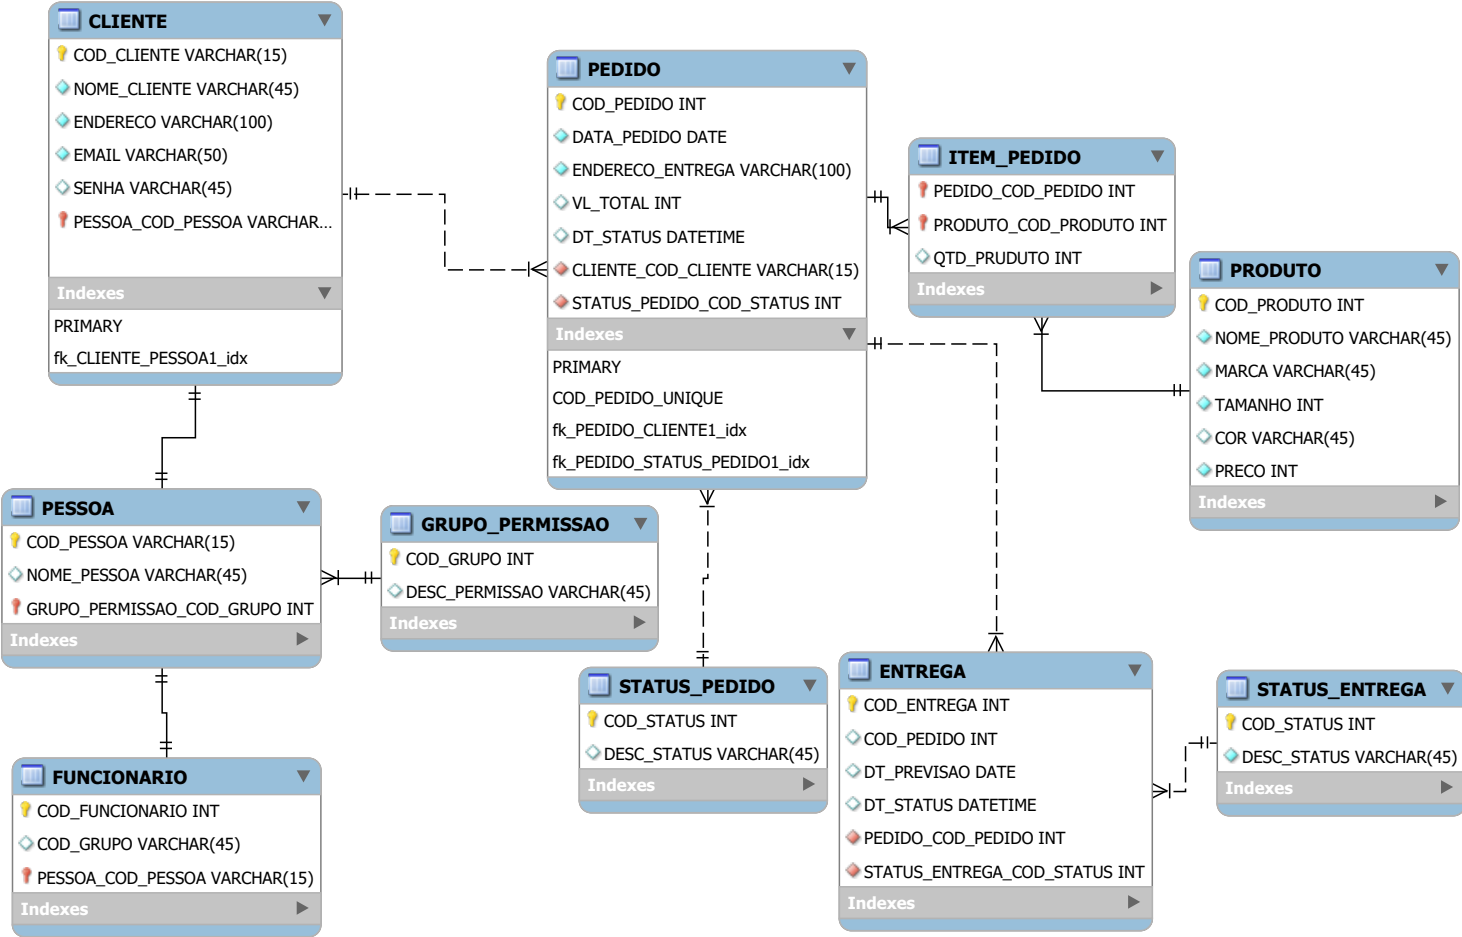 CLIENTE
COD_CLIENTE VARCHAR(15)
NOME_CLIENTE VARCHAR(45)
ENDERECO VARCHAR(100)
EMAIL VARCHAR(50)
SENHA VARCHAR(45)
PESSOA_COD_PESSOA VARCHAR...
Indexes
PRIMARY
fk_CLIENTE_PESSOA1_idx
PEDIDO
COD_PEDIDO INT
DATA_PEDIDO DATE
ENDERECO_ENTREGA VARCHAR(100)
VL_TOTAL INT
DT_STATUS DATETIME
CLIENTE_COD_CLIENTE VARCHAR(15)
STATUS_PEDIDO_COD_STATUS INT
Indexes
PRIMARY
COD_PEDIDO_UNIQUE
fk_PEDIDO_CLIENTE1_idx
fk_PEDIDO_STATUS_PEDIDO1_idx
ITEM_PEDIDO
PEDIDO_COD_PEDIDO INT
PRODUTO_COD_PRODUTO INT
QTD_PRUDUTO INT
Indexes
PRODUTO
COD_PRODUTO INT
NOME_PRODUTO VARCHAR(45)
MARCA VARCHAR(45)
TAMANHO INT
COR VARCHAR(45)
PRECO INT
Indexes
PESSOA
COD_PESSOA VARCHAR(15)
NOME_PESSOA VARCHAR(45)
GRUPO_PERMISSAO_COD_GRUPO INT
Indexes
GRUPO_PERMISSAO
COD_GRUPO INT
DESC_PERMISSAO VARCHAR(45)
Indexes
STATUS_PEDIDO
COD_STATUS INT
DESC_STATUS VARCHAR(45)
Indexes
ENTREGA
COD_ENTREGA INT
COD_PEDIDO INT
DT_PREVISAO DATE
DT_STATUS DATETIME
PEDIDO_COD_PEDIDO INT
STATUS_ENTREGA_COD_STATUS INT
Indexes
STATUS_ENTREGA
COD_STATUS INT
DESC_STATUS VARCHAR(45)
Indexes
FUNCIONARIO
COD_FUNCIONARIO INT
COD_GRUPO VARCHAR(45)
PESSOA_COD_PESSOA VARCHAR(15)
Indexes